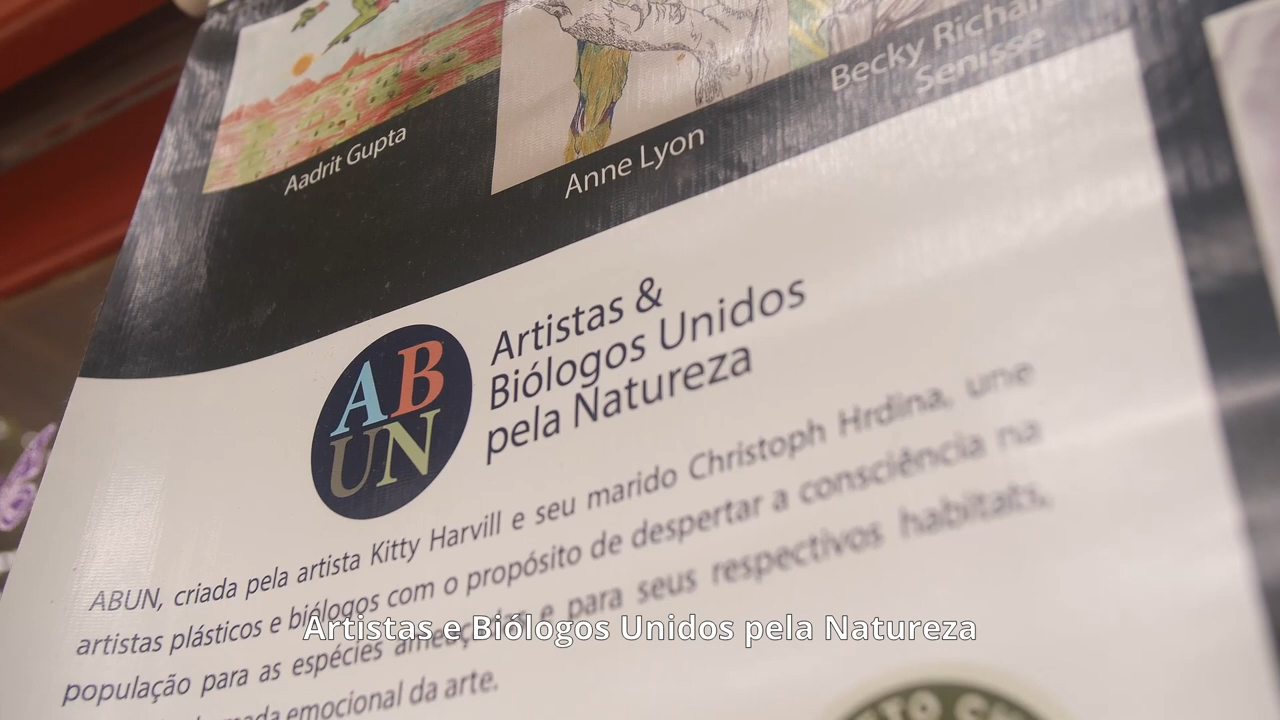 Aadrit Gupta
Anne Lyon
Becky Richard
Senisse
AB
UN
Artistas &
Biólogos Unidos
pela Natureza
ABUN, criada pela artista Kitty Harvill e seu marido Christoph Hrdina, une
artistas plásticos e biólogos com o propósito de despertar a consciência na
população para as espécies e para seus respectivos habitats,
emocional da arte.
Artistas e Biólogos Unidos pela Natureza